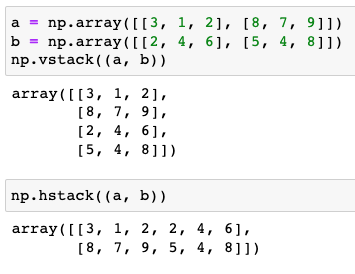 a = np.array([[3, 1, 2], [8, 7, 9]])
b = np.array([[2, 4, 6], [5, 4, 8]])
np.vstack((a, b))
array([[3, 1, 2],
       [8, 7, 9],
       [2, 4, 6],
       [5, 4, 8]])
np.hstack((a, b))
array([[3, 1, 2, 2, 4, 6],
       [8, 7, 9, 5, 4, 8]])